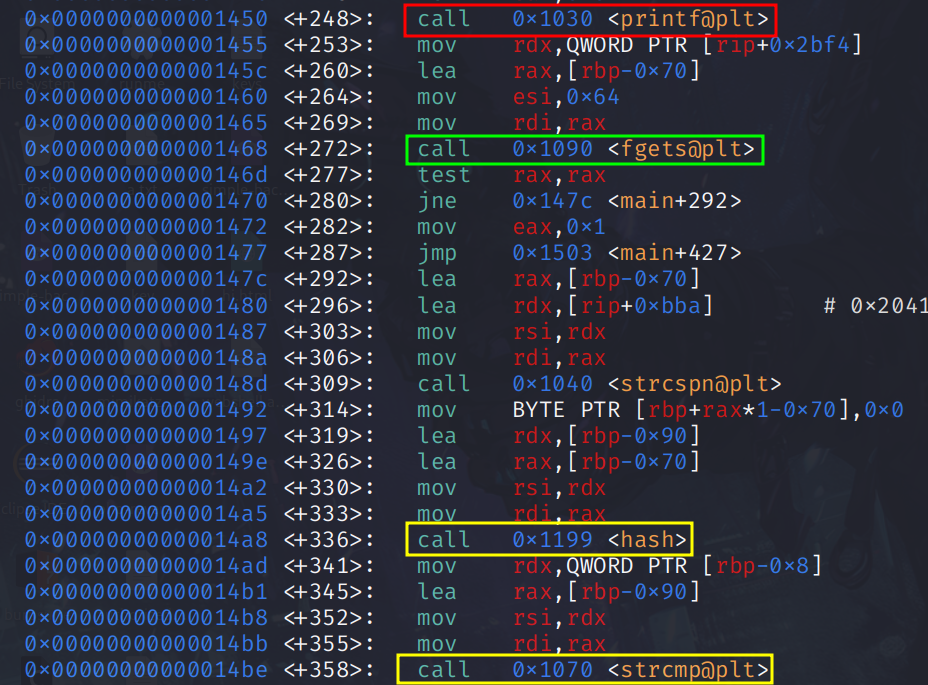 0x0000000000001450 <+248>: call 0x1030 <printf@plt>
0x0000000000001455 <+253>: mov rdx,QWORD PTR [rip+0x2bf4]
0x000000000000145c <+260>: lea rax,[rbp-0x70]
0x0000000000001460 <+264>: mov esi,0x64
0x0000000000001465 <+269>: mov rdi,rax
0x0000000000001468 <+272>: call 0x1090 <fgets@plt>
0x000000000000146d <+277>: test rax,rax
0x0000000000001470 <+280>: jne 0x147c <main+292>
0x0000000000001472 <+282>: mov eax,0x1
0x0000000000001477 <+287>: jmp 0x1503 <main+427>
0x000000000000147c <+292>: lea rax,[rbp-0x70]
0x0000000000001480 <+296>: lea rdx,[rip+0xbba] # 0x2041
0x0000000000001487 <+303>: mov rsi,rdx
0x000000000000148a <+306>: mov rdi,rax
0x000000000000148d <+309>: call 0x1040 <strcspn@plt>
0x0000000000001492 <+314>: mov BYTE PTR [rbp+rax*1-0x70],0x0
0x0000000000001497 <+319>: lea rdx,[rbp-0x90]
0x000000000000149e <+326>: lea rax,[rbp-0x70]
0x00000000000014a2 <+330>: mov rsi,rdx
0x00000000000014a5 <+333>: mov rdi,rax
0x00000000000014a8 <+336>: call 0x1199 <hash>
0x00000000000014ad <+341>: mov rdx,QWORD PTR [rbp-0x8]
0x00000000000014b1 <+345>: lea rax,[rbp-0x90]
0x00000000000014b8 <+352>: mov rsi,rdx
0x00000000000014bb <+355>: mov rdi,rax
0x00000000000014be <+358>: call 0x1070 <strcmp@plt>